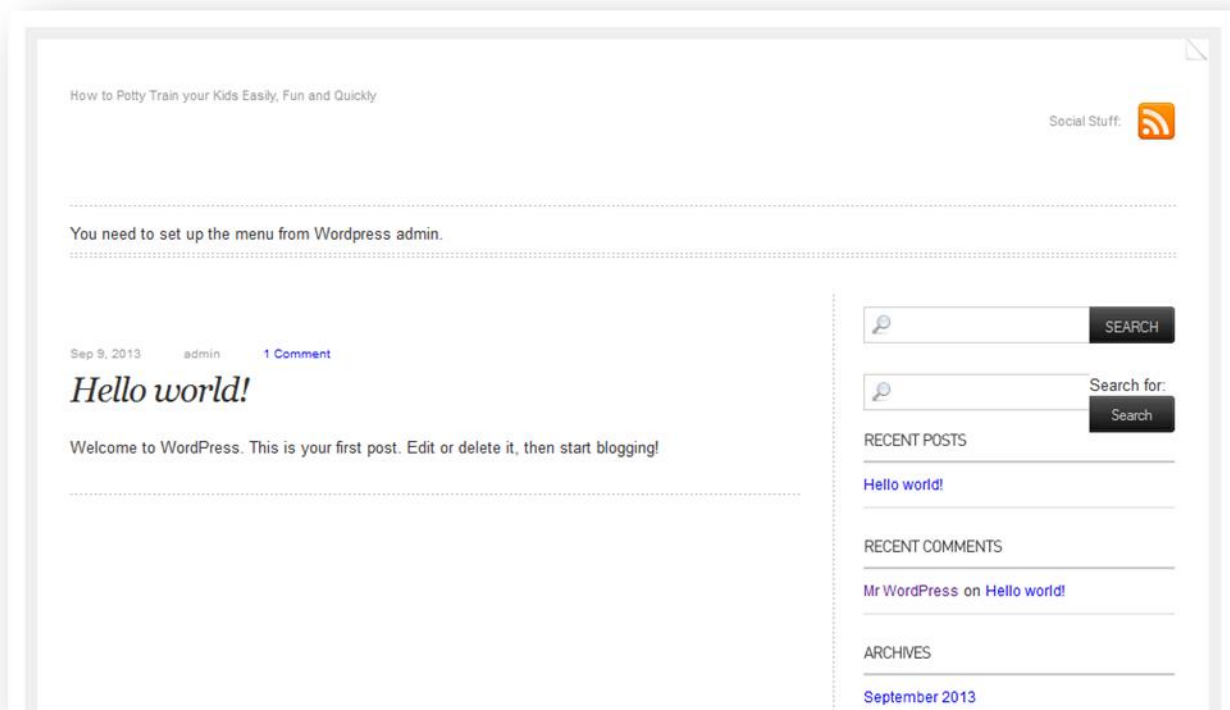 How to Potty Train your Kids Easily, Fun and Quickly
Social Stuff:
You need to set up the menu from Wordpress admin.
Sep 9, 2013 admin 1 Comment
Hello world!
Welcome to WordPress. This is your first post. Edit or delete it, then start blogging!
SEARCH
Search for:
Search
RECENT POSTS
Hello world!
RECENT COMMENTS
Mr WordPress on Hello world!
ARCHIVES
September 2013